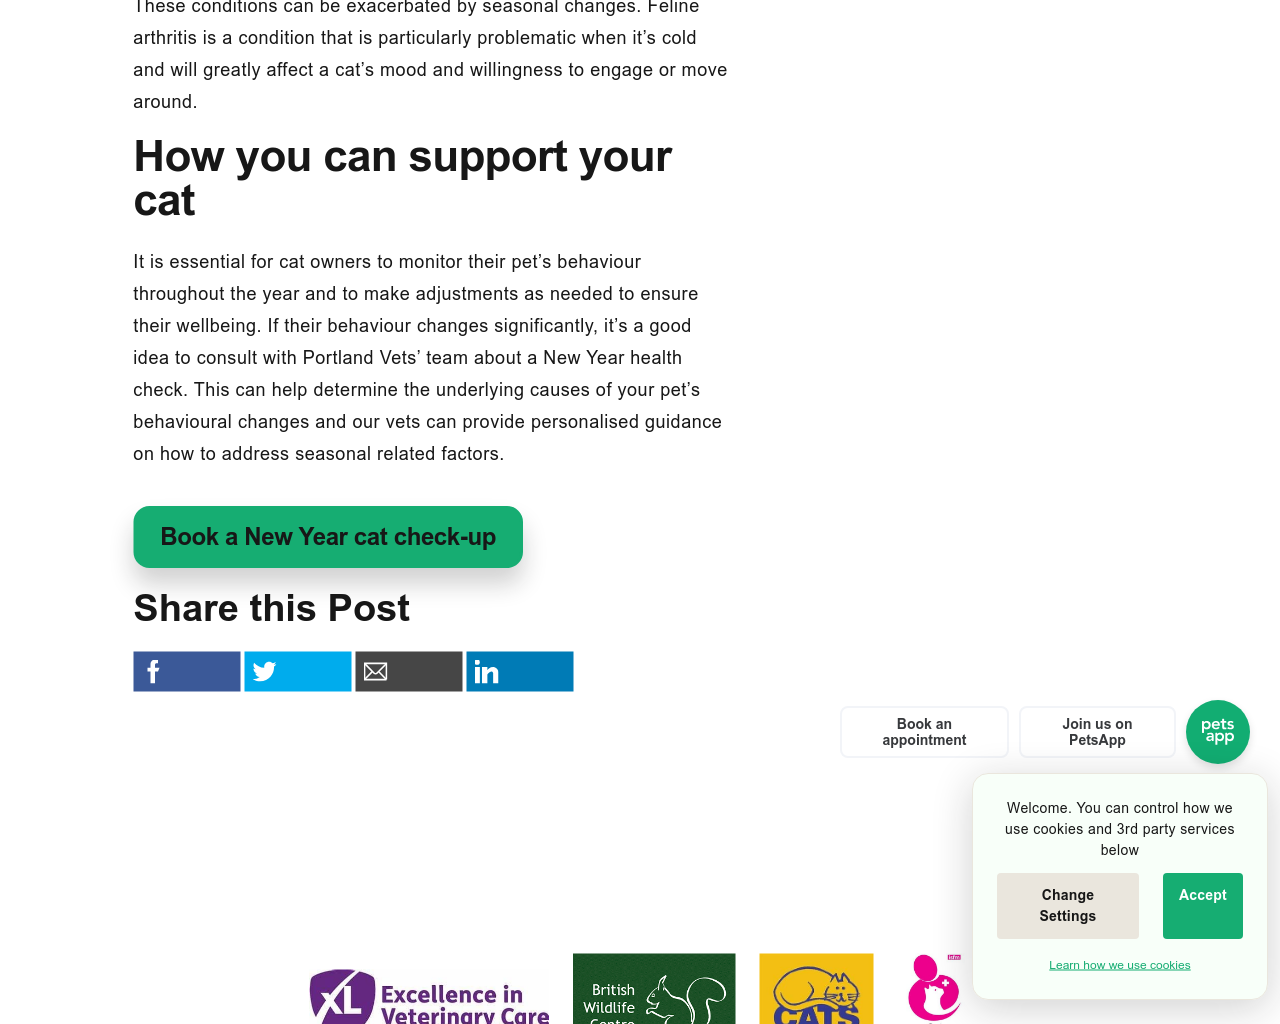 These conditions can be exacerbated by seasonal changes. Feline
arthritis is a condition that is particularly problematic when it’s cold
and will greatly affect a cat’s mood and willingness to engage or move
around.
How you can support your
cat
It is essential for cat owners to monitor their pet’s behaviour
throughout the year and to make adjustments as needed to ensure
their wellbeing. If their behaviour changes significantly, it’s a good
idea to consult with Portland Vets’ team about a New Year health
check. This can help determine the underlying causes of your pet’s
behavioural changes and our vets can provide personalised guidance
on how to address seasonal related factors.
Book a New Year cat check-up
Share this Post
Book an
appointment
Join us on
PetsApp
pets
app
Welcome. You can control how we
use cookies and 3rd party services
below
Change
Settings
Accept
Learn how we use cookies
XL
Excellence in
Veterinary Care
British
Wildlife
Centre
CATS